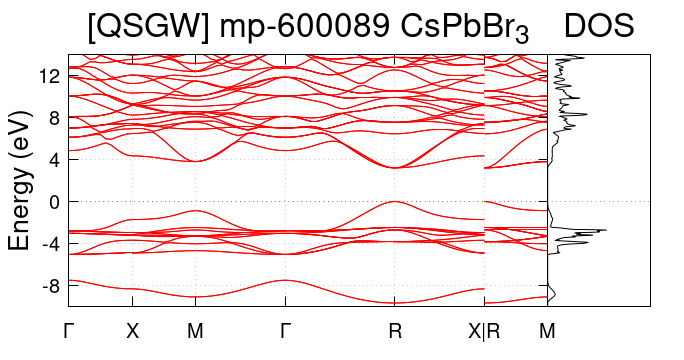 [QSGW] mp-600089 CsPbBr₃ DOS
Energy (eV)
12
8
4
0
-4
-8
Γ X M Γ R X|R M